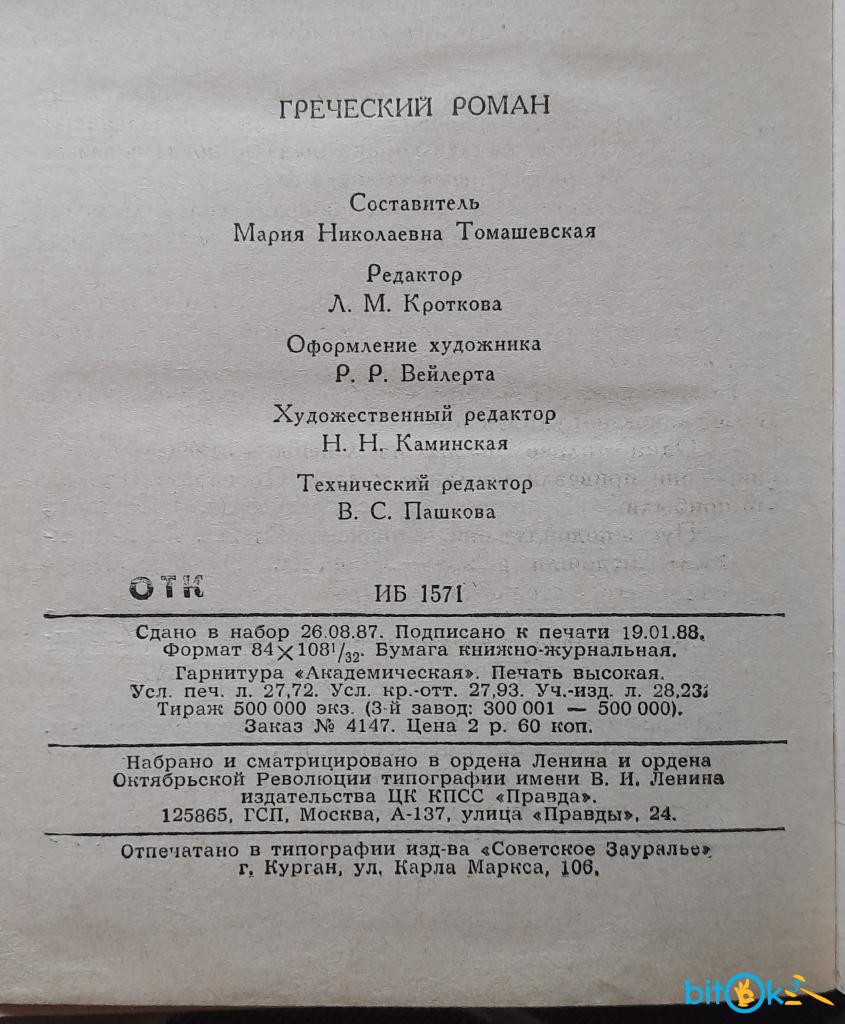 ГРЕЧЕСКИЙ РОМАН
Составитель
Мария Николаевна Томашевская
Редактор
Л. М. Кроткова
Оформление художника
Р. Р. Вейлерта
Художественный редактор
Н. Н. Каминская
Технический редактор
В. С. Пашкова
ОТК
ИБ 1571
Сдано в набор 26.08.87. Подписано к печати 19.01.88.
Формат 84×108¹/₃₂. Бумага книжно-журнальная.
Гарнитура «Академическая». Печать высокая.
Усл. печ. л. 27,72. Усл. кр.-отт. 27,93. Уч.-изд. л. 28,23.
Тираж 500 000 экз. (3-й завод: 300 001 — 500 000).
Заказ № 4147. Цена 2 р. 60 коп.
Набрано и сматрицировано в ордена Ленина и ордена
Октябрьской Революции типографии имени В. И. Ленина
издательства ЦК КПСС «Правда».
125865, ГСП, Москва, А-137, улица «Правды», 24.
Отпечатано в типографии изд-ва «Советское Зауралье»
г. Курган, ул. Карла Маркса, 106.
bitok